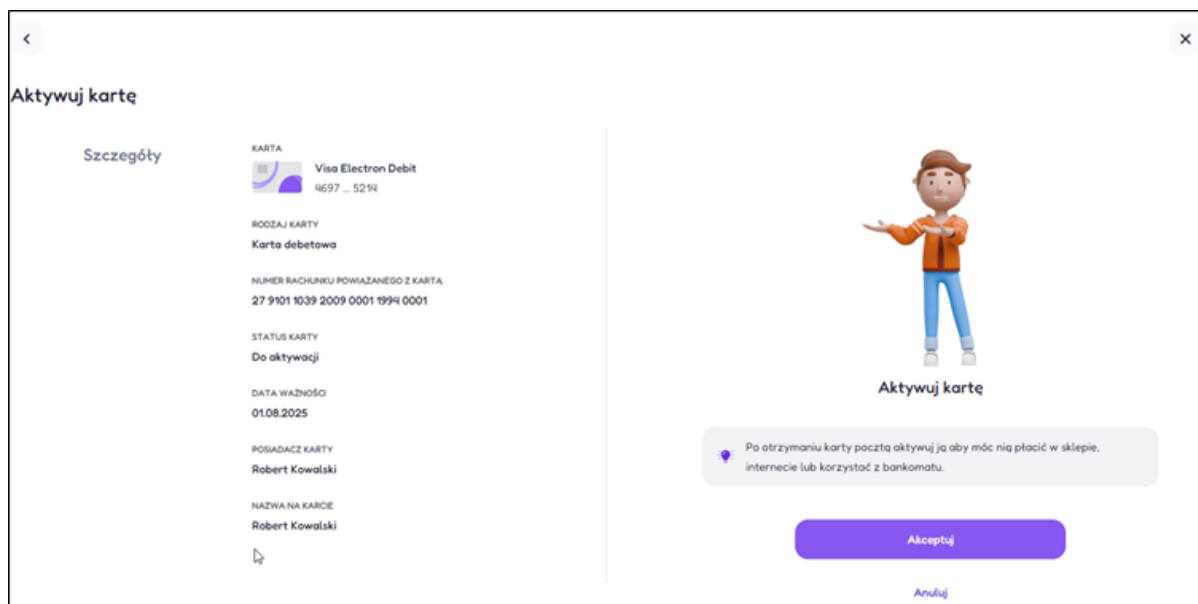 Aktywuj kartę
Szczegóły
KARTA
Visa Electron Debit
4697 ... 5214
RODZAJ KARTY
Karta debetowa
NUMER RACHUNKU POWIĄZANEGO Z KARTĄ
27 9101 1039 2009 0001 1994 0001
STATUS KARTY
Do aktywacji
DATA WAŻNOŚCI
01.08.2025
POSIADACZ KARTY
Robert Kowalski
NAZWA NA KARCIE
Robert Kowalski
Aktywuj kartę
Po otrzymaniu karty pocztą aktywuj ją aby móc nią płacić w sklepie,
internecie lub korzystać z bankomatu.
Akceptuj
Anuluj